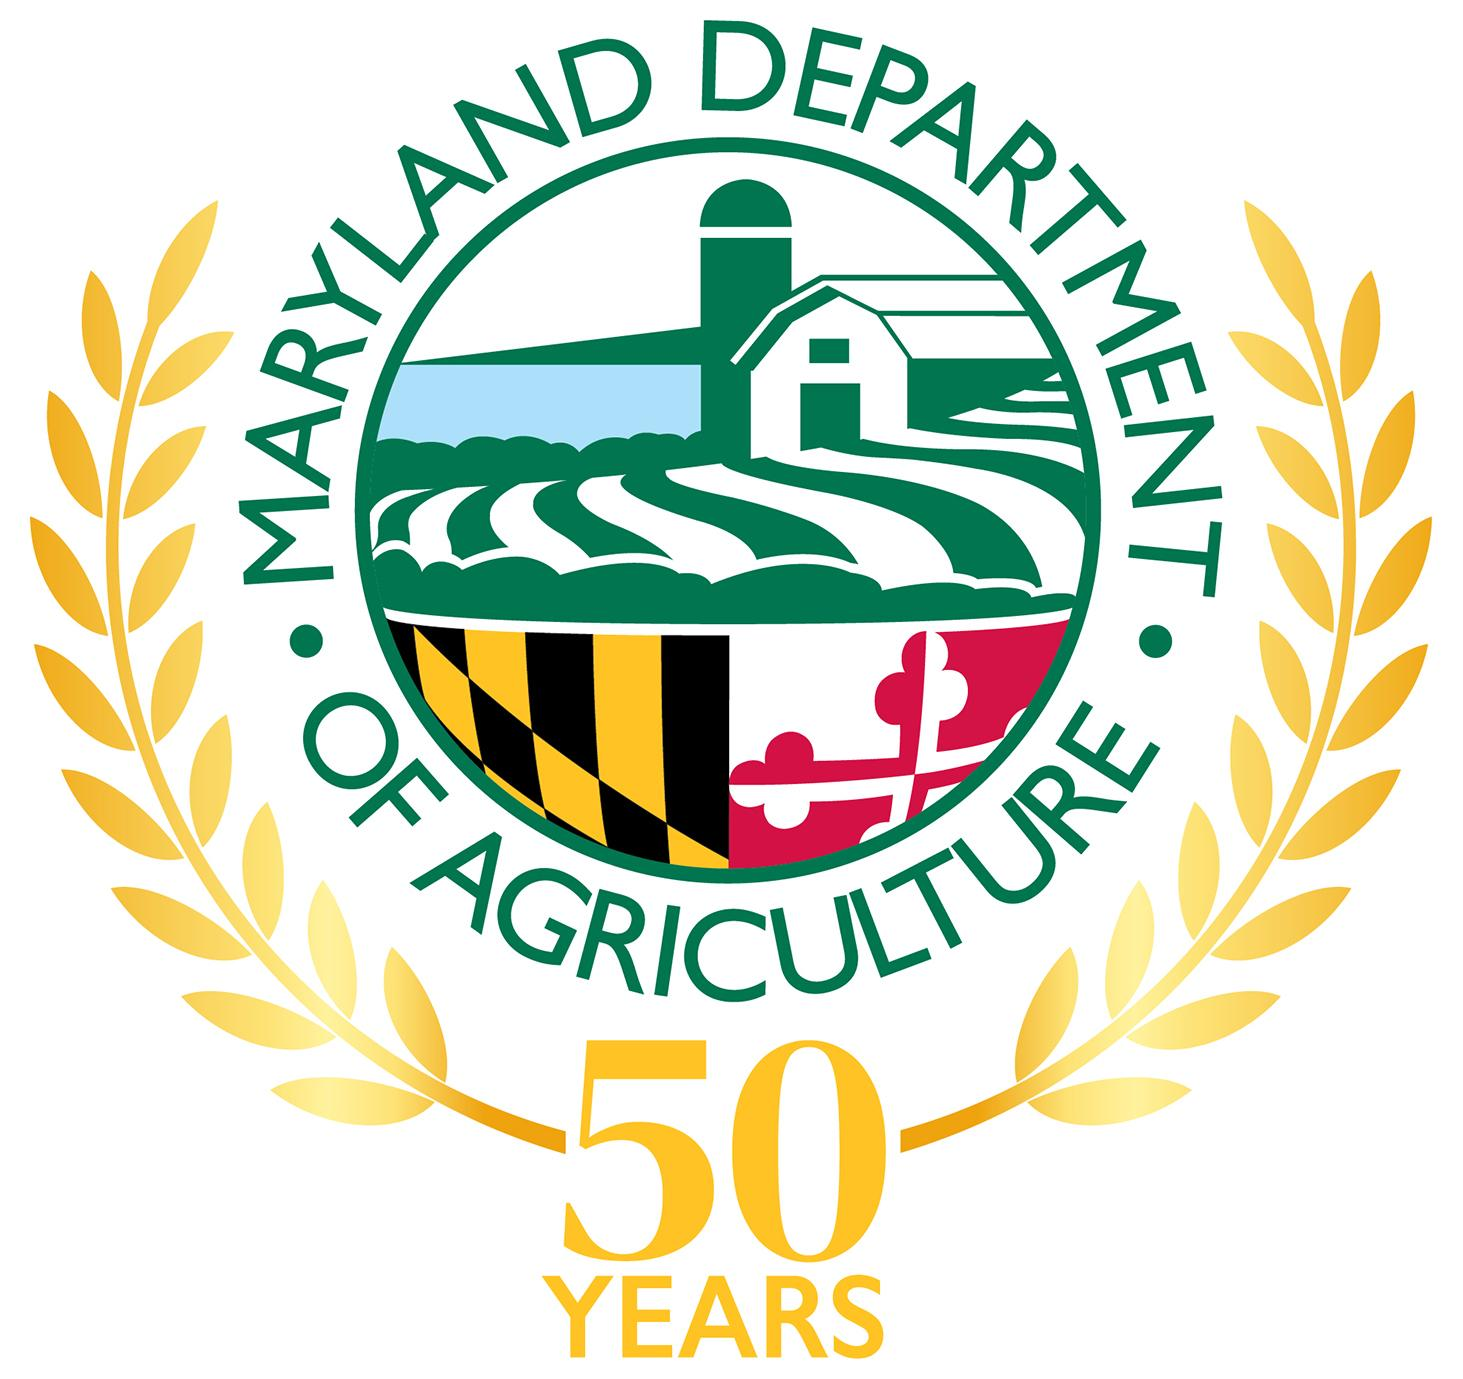 MARYLAND DEPARTMENT
• OF AGRICULTURE •
50
YEARS